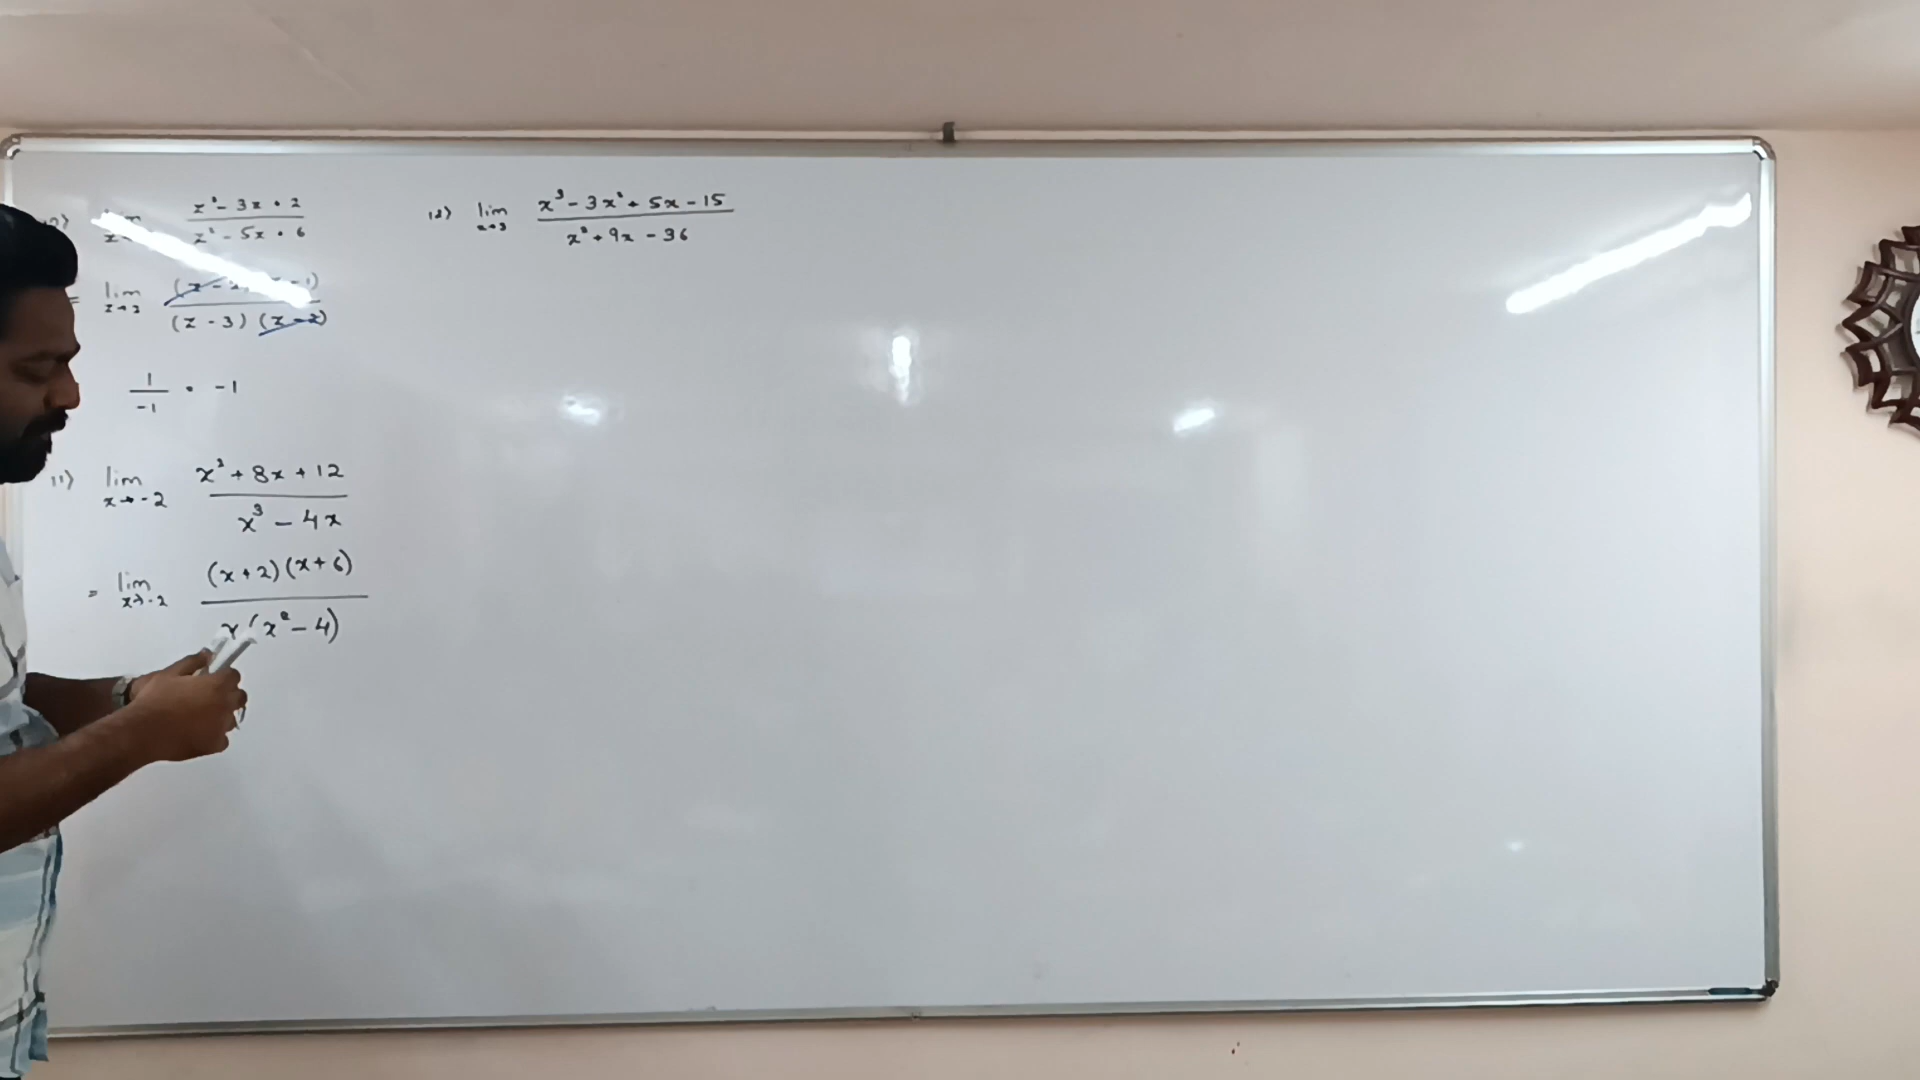 x² - 3x + 2
x² - 5x + 6
= lim
x→2
(x - 3) (x - 2)
1
-1
= -1
11) lim x→-2
x² + 8x + 12
x³ - 4x
= lim x→-2
(x+2)(x+6)
x(x² - 4)
12) lim x→3
x³ - 3x² + 5x - 15
x² + 9x - 36